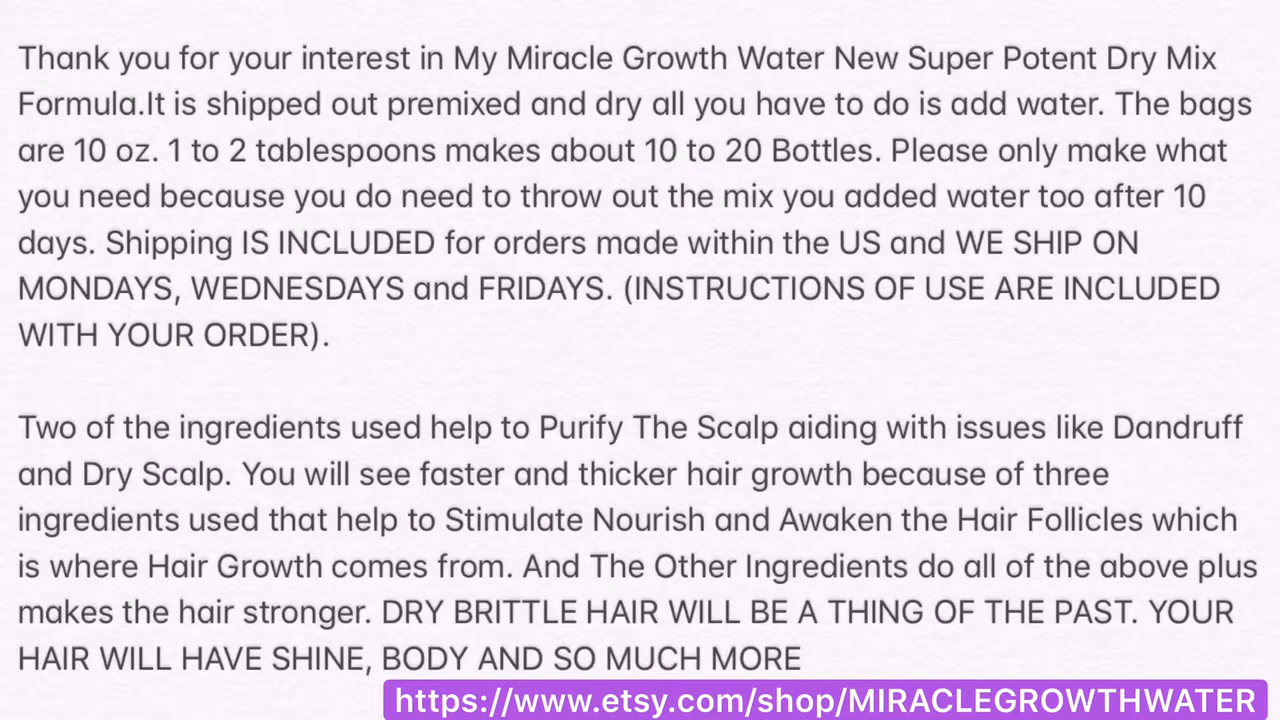 Thank you for your interest in My Miracle Growth Water New Super Potent Dry Mix
Formula.It is shipped out premixed and dry all you have to do is add water. The bags
are 10 oz. 1 to 2 tablespoons makes about 10 to 20 Bottles. Please only make what
you need because you do need to throw out the mix you added water too after 10
days. Shipping IS INCLUDED for orders made within the US and WE SHIP ON
MONDAYS, WEDNESDAYS and FRIDAYS. (INSTRUCTIONS OF USE ARE INCLUDED
WITH YOUR ORDER).
Two of the ingredients used help to Purify The Scalp aiding with issues like Dandruff
and Dry Scalp. You will see faster and thicker hair growth because of three
ingredients used that help to Stimulate Nourish and Awaken the Hair Follicles which
is where Hair Growth comes from. And The Other Ingredients do all of the above plus
makes the hair stronger. DRY BRITTLE HAIR WILL BE A THING OF THE PAST. YOUR
HAIR WILL HAVE SHINE, BODY AND SO MUCH MORE
https://www.etsy.com/shop/MIRACLEGROWTHWATER